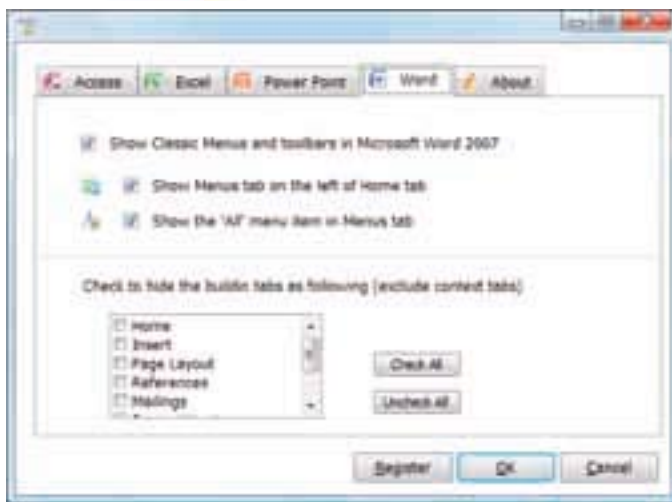 Access Excel Power Point Word About
Show Classic Menus and toolbars in Microsoft Word 2007
Show Menus tab on the left of Home tab
Show the 'All' menu item in Menus tab
Check to hide the buildin tabs as following (exclude context tabs)
Home
Insert
Page Layout
References
Mailings
Check All
Uncheck All
Register OK Cancel